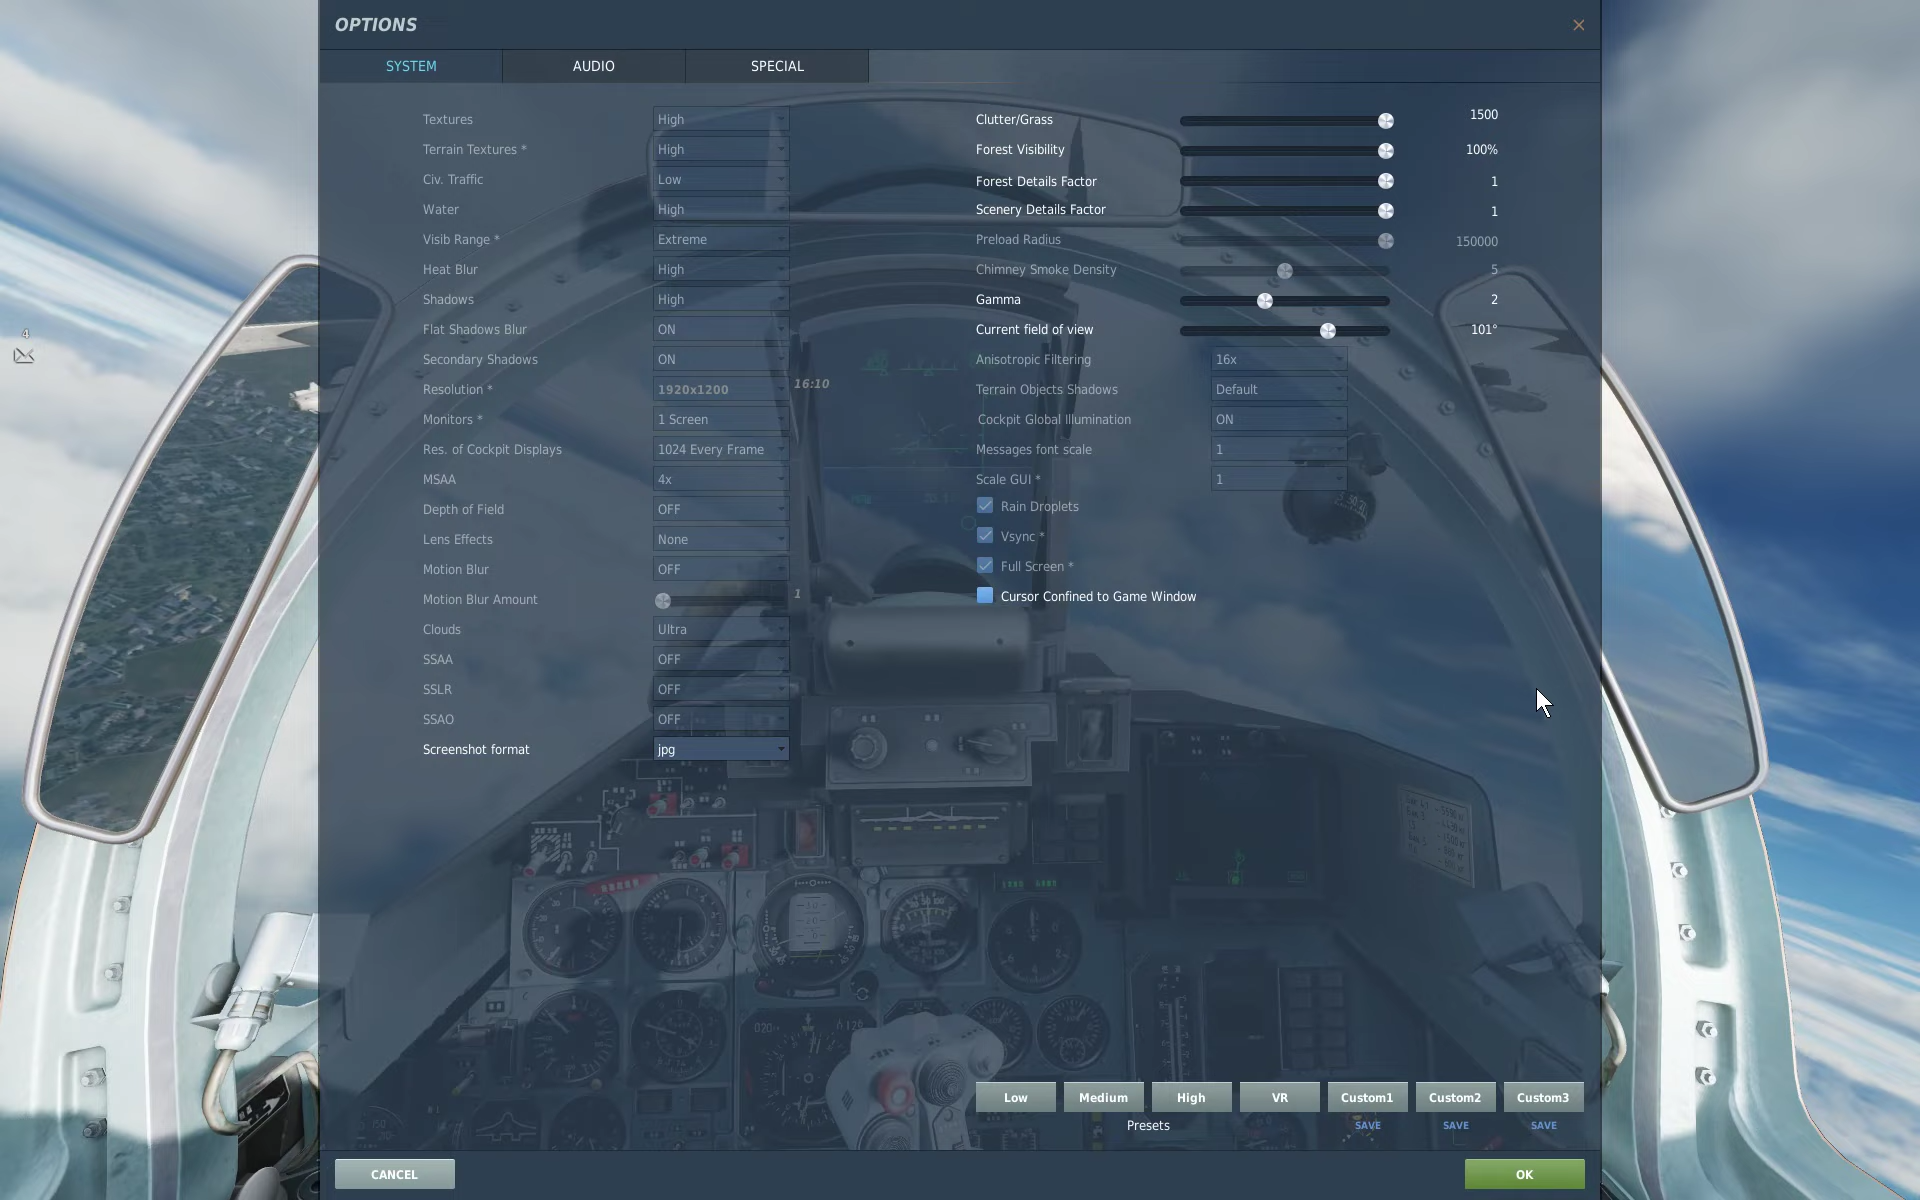 OPTIONS
SYSTEM AUDIO SPECIAL
Textures High
Terrain Textures * High
Civ. Traffic Low
Water High
Visib Range * Extreme
Heat Blur High
Shadows High
Flat Shadows Blur ON
Secondary Shadows ON
Resolution * 1920x1200 16:10
Monitors * 1 Screen
Res. of Cockpit Displays 1024 Every Frame
MSAA 4x
Depth of Field OFF
Lens Effects None
Motion Blur OFF
Motion Blur Amount 1
Clouds Ultra
SSAA OFF
SSLR OFF
SSAO OFF
Screenshot format jpg
Clutter/Grass 1500
Forest Visibility 100%
Forest Details Factor 1
Scenery Details Factor 1
Preload Radius 150000
Chimney Smoke Density 5
Gamma 2
Current field of view 101°
Anisotropic Filtering 16x
Terrain Objects Shadows Default
Cockpit Global Illumination ON
Messages font scale 1
Scale GUI * 1
Rain Droplets
Vsync *
Full Screen *
Cursor Confined to Game Window
4
Low Medium High VR Custom1 Custom2 Custom3
Presets SAVE SAVE SAVE
CANCEL OK